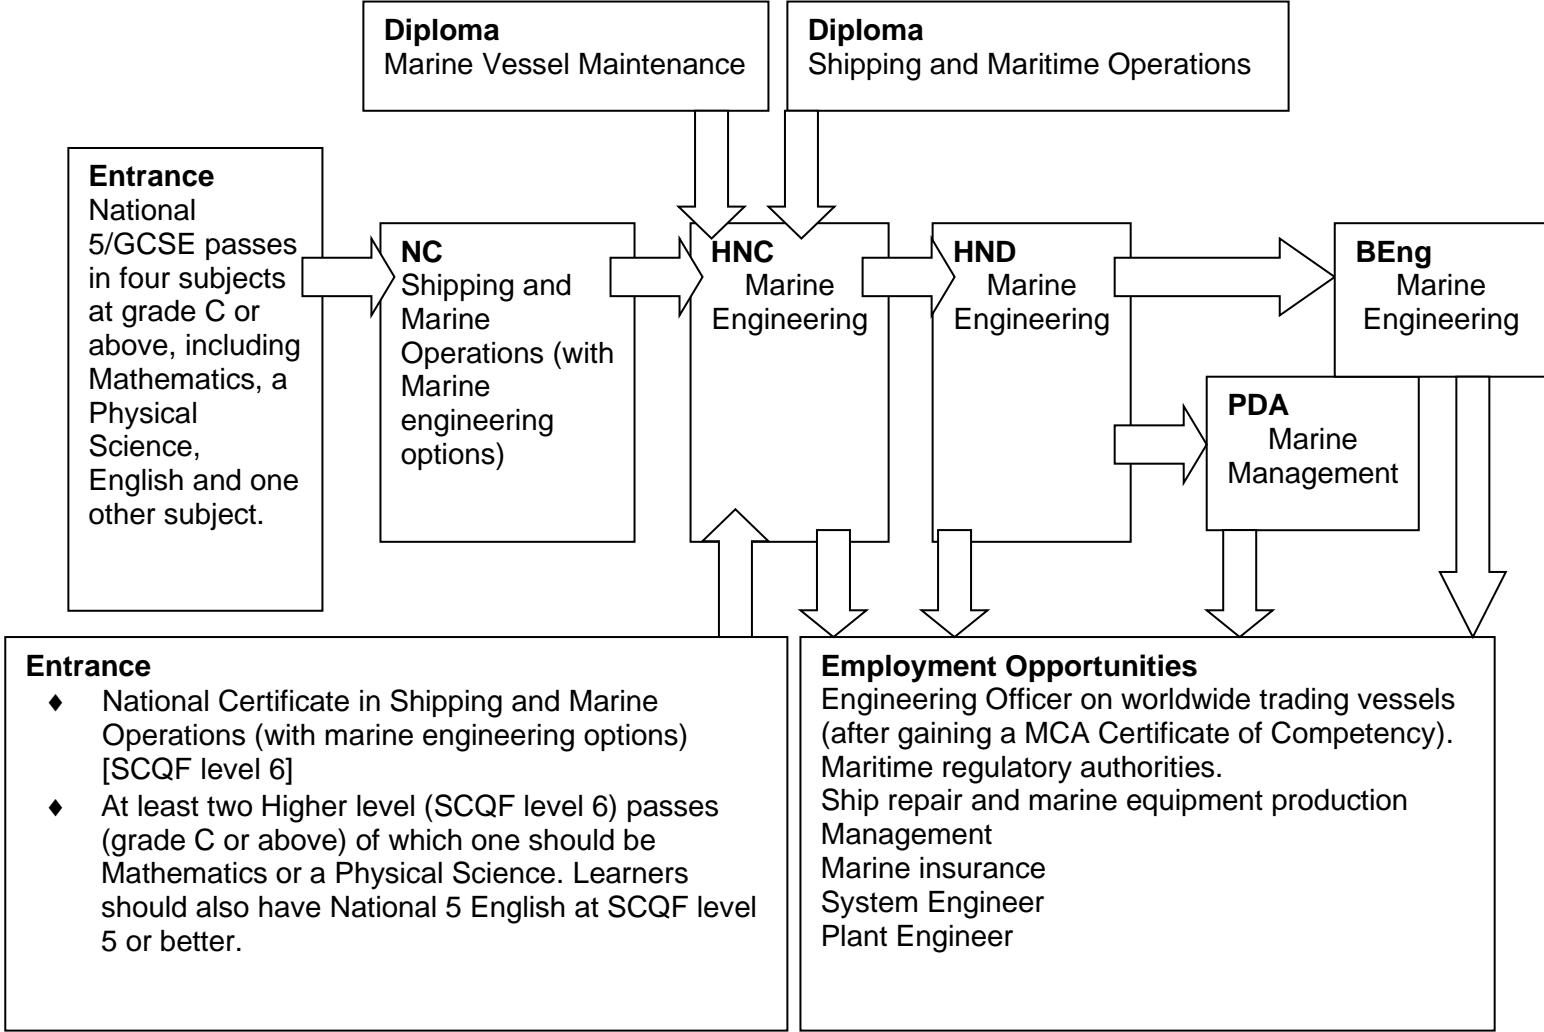 Diploma
Marine Vessel Maintenance
Diploma
Shipping and Maritime Operations
Entrance
National
5/GCSE passes
in four subjects
at grade C or
above, including
Mathematics, a
Physical
Science,
English and one
other subject.
NC
Shipping and
Marine
Operations (with
Marine
engineering
options)
HNC
Marine
Engineering
HND
Marine
Engineering
BEng
Marine
Engineering
PDA
Marine
Management
Entrance
♦ National Certificate in Shipping and Marine
Operations (with marine engineering options)
[SCQF level 6]
♦ At least two Higher level (SCQF level 6) passes
(grade C or above) of which one should be
Mathematics or a Physical Science. Learners
should also have National 5 English at SCQF level
5 or better.
Employment Opportunities
Engineering Officer on worldwide trading vessels
(after gaining a MCA Certificate of Competency).
Maritime regulatory authorities.
Ship repair and marine equipment production
Management
Marine insurance
System Engineer
Plant Engineer